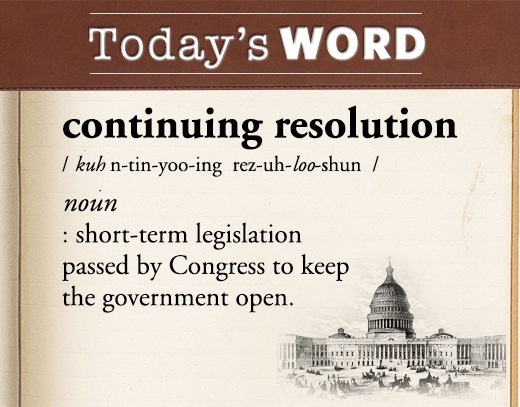 Today's WORD
continuing resolution
/ kuh n-tin-yoo-ing rez-uh-loo-shun /
noun
: short-term legislation
passed by Congress to keep
the government open.